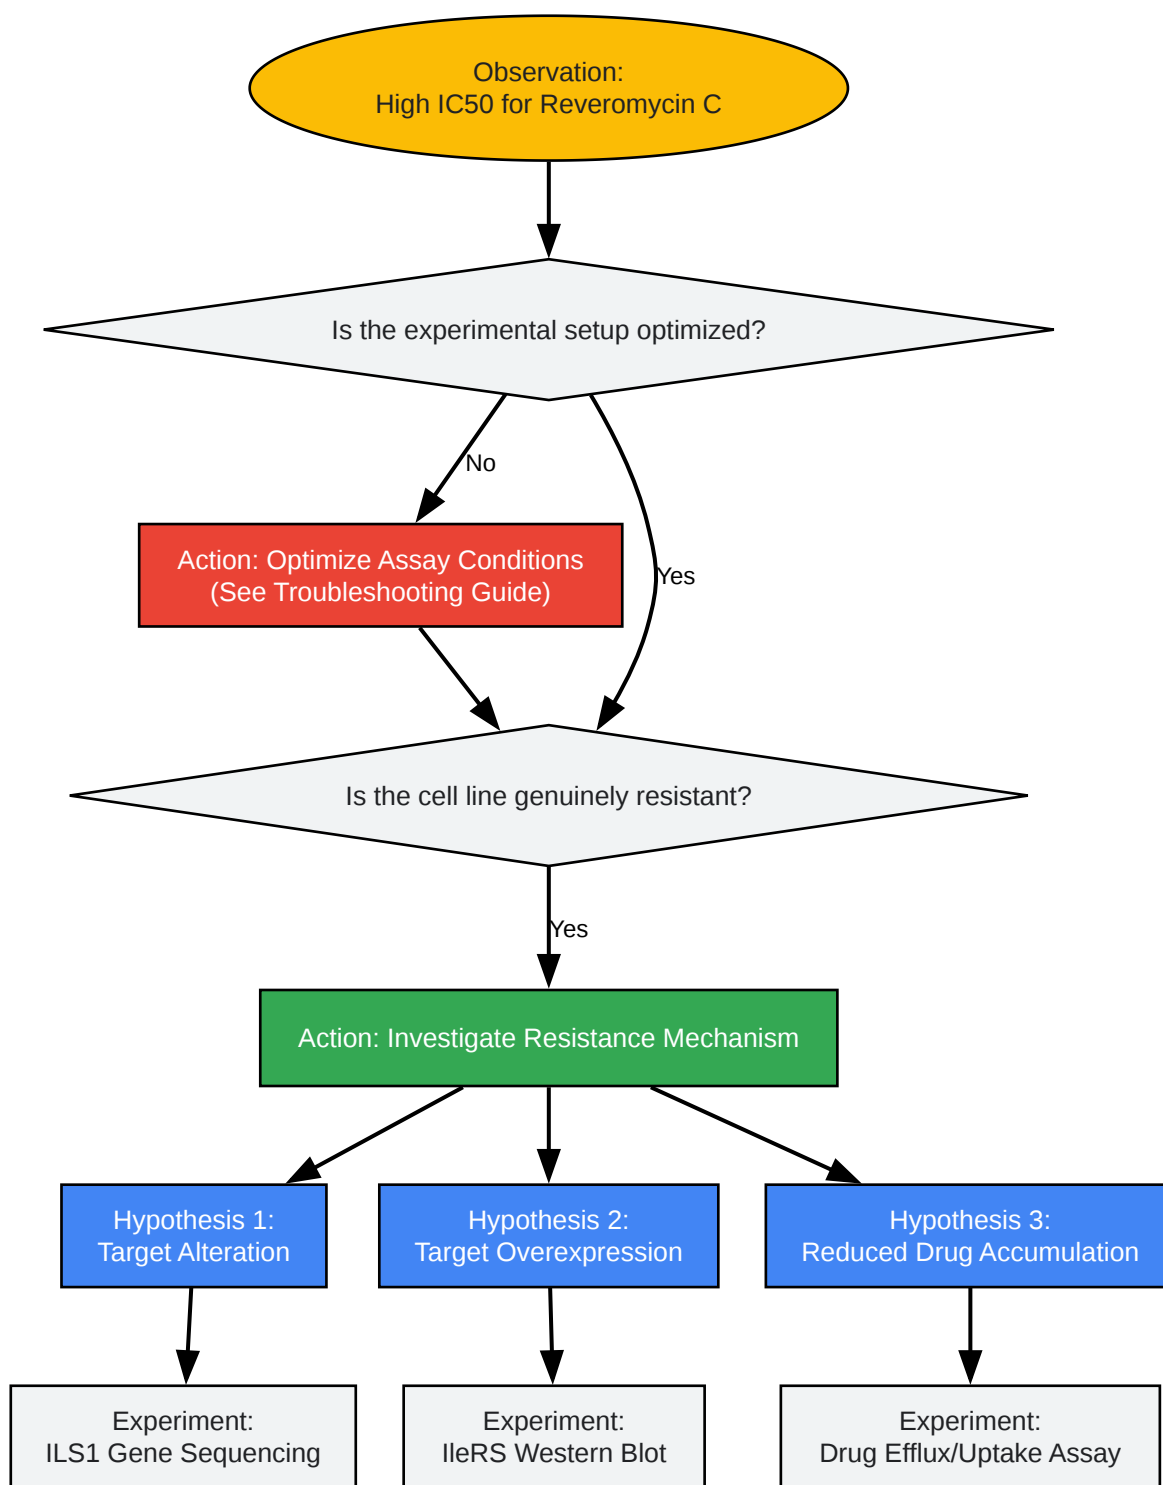 Observation:
High IC50 for Reveromycin C
Is the experimental setup optimized?
No
Action: Optimize Assay Conditions
(See Troubleshooting Guide)
Yes
Is the cell line genuinely resistant?
Yes
Action: Investigate Resistance Mechanism
Hypothesis 1:
Target Alteration
Hypothesis 2:
Target Overexpression
Hypothesis 3:
Reduced Drug Accumulation
Experiment:
ILS1 Gene Sequencing
Experiment:
IleRS Western Blot
Experiment:
Drug Efflux/Uptake Assay